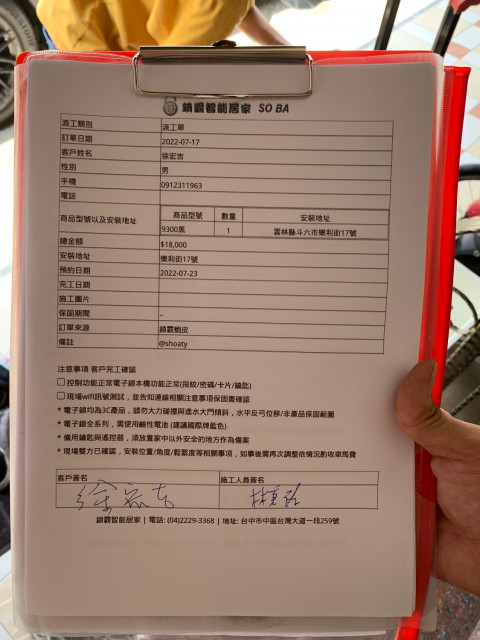 鎖霸智能居家 SO BA
派工類別 派工單
訂單日期 2022-07-17
客戶姓名 徐宏吉
性別 男
手機 0912311963
電話
商品型號以及安裝地址 商品型號 數量 安裝地址
9300黑 1 雲林縣斗六市樂利街17號
總金額 $18,000
安裝地址 樂利街17號
預約日期 2022-07-23
完工日期
施工圖片
保固期間 –
訂單來源 鎖霸蝦皮
備註 @shoaty
注意事項 客戶完工確認
☐ 控制功能正常電子鎖本機功能正常(指紋/密碼/卡片/鑰匙)
☐ 現場wifi訊號測試，並告知連線相關注意事項保固書確認
* 電子鎖均為3C產品，請勿大力碰撞與進水大門傾斜，水平反弓位移/非產品保固範圍
* 電子鎖全系列，需使用鹼性電池 (建議國際牌藍色)
* 備用鑰匙與遙控器，須放置家中以外安全的地方作為備案
* 現場雙方已確認，安裝位置/角度/鬆緊度等相關事項，如事後需再次調整依情況酌收車馬費
客戶簽名 施工人員簽名
徐宏吉
鎖霸智能居家 | 電話: (04)2229-3368 | 地址: 台中市中區台灣大道一段259號